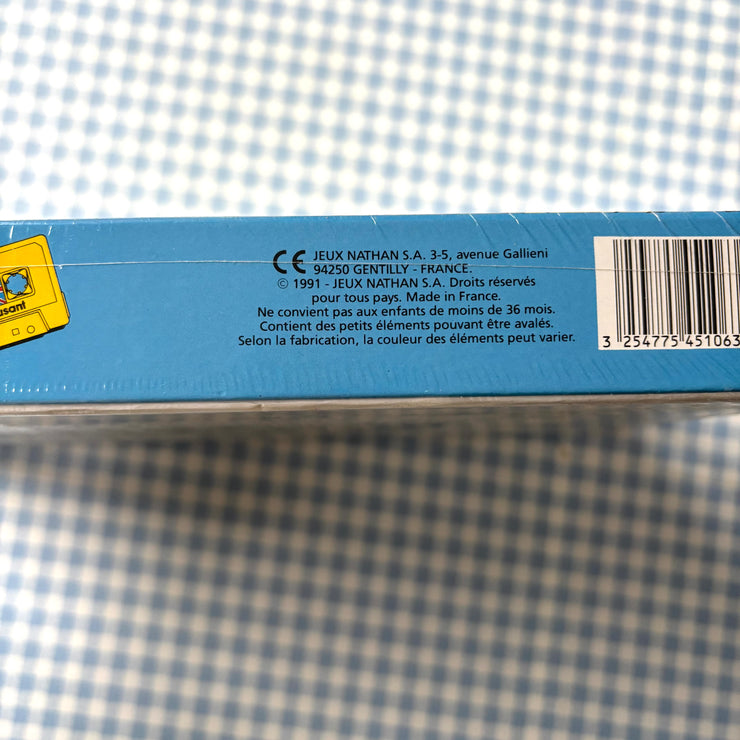 CE JEUX NATHAN S.A. 3-5, avenue Gallieni
94250 GENTILLY - FRANCE.
© 1991 - JEUX NATHAN S.A. Droits réservés
pour tous pays. Made in France.
Ne convient pas aux enfants de moins de 36 mois.
Contient des petits éléments pouvant être avalés.
Selon la fabrication, la couleur des éléments peut varier.
3 254775 451063